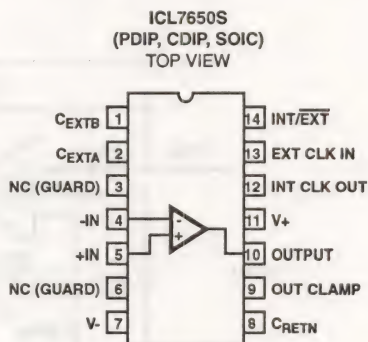 ICL7650S
(PDIP, CDIP, SOIC)
TOP VIEW
CEXTB 1
CEXTA 2
NC (GUARD) 3
-IN 4
+IN 5
NC (GUARD) 6
V- 7
-
+
14 INT/EXT
13 EXT CLK IN
12 INT CLK OUT
11 V+
10 OUTPUT
9 OUT CLAMP
8 CRETN